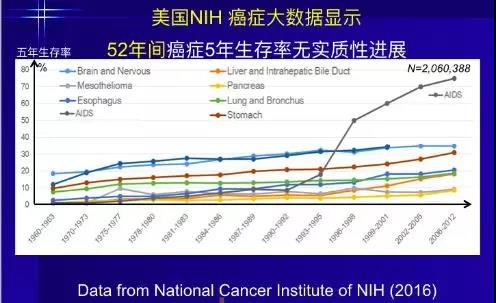 美国NIH 癌症大数据显示
52年间癌症5年生存率无实质性进展
五年生存率
80 % N=2,060,388
Brain and Nervous Liver and Intrahepatic Bile Duct
Mesothelioma Pancreas
Esophagus Lung and Bronchus
AIDS Stomach
AIDS
70
60
50
40
30
20
10
0
1960-1963 1970-1973 1975-1977 1978-1980 1981-1983 1984-1986 1987-1989 1990-1992 1993-1995 1996-1998 1999-2001 2002-2005 2006-2012
Data from National Cancer Institute of NIH (2016)